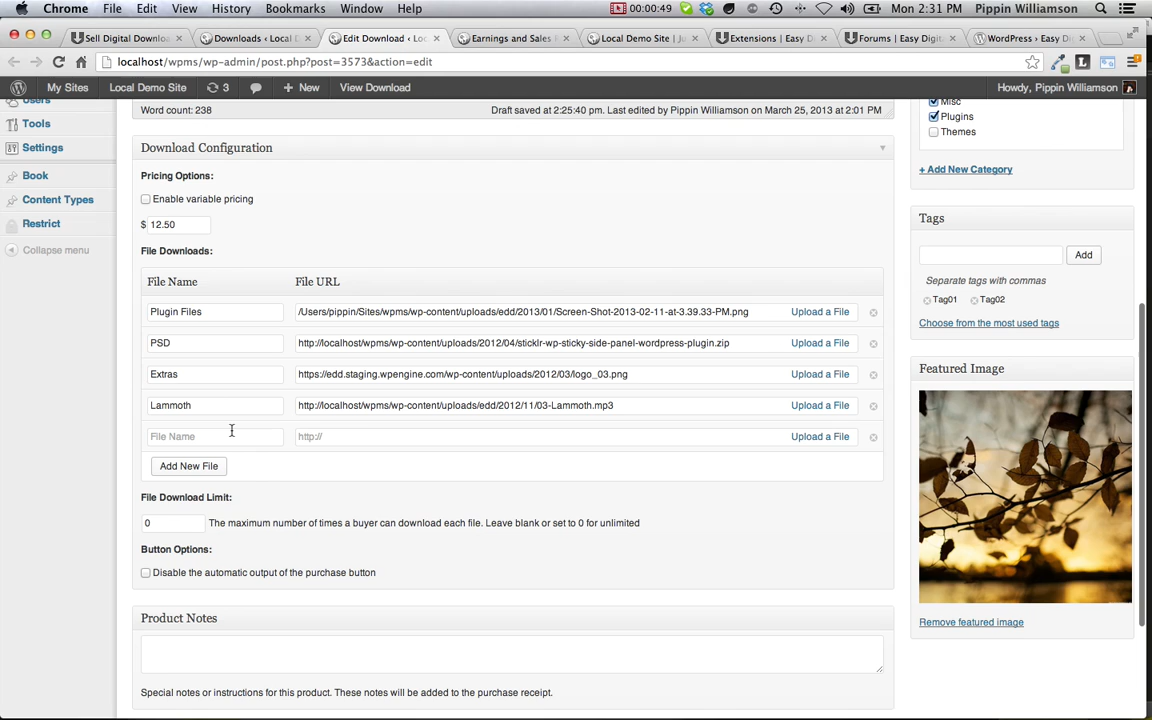 Chrome File Edit View History Bookmarks Window Help 00:00:49 Mon 2:31 PM Pippin Williamson
Sell Digital Downloa Downloads ‹ Local D Edit Download ‹ Loc Earnings and Sales R Local Demo Site | Ju Extensions | Easy D Forums | Easy Digit WordPress › Easy Di
localhost/wpms/wp-admin/post.php?post=3573&action=edit
My Sites Local Demo Site 3 + New View Download Howdy, Pippin Williamson
Users
Tools
Settings
Book
Content Types
Restrict
Collapse menu
Word count: 238 Draft saved at 2:25:40 pm. Last edited by Pippin Williamson on March 25, 2013 at 2:01 PM
Download Configuration
Pricing Options:
Enable variable pricing
$ 12.50
File Downloads:
File Name File URL
Plugin Files /Users/pippin/Sites/wpms/wp-content/uploads/edd/2013/01/Screen-Shot-2013-02-11-at-3.39.33-PM.png Upload a File
PSD http://localhost/wpms/wp-content/uploads/2012/04/sticklr-wp-sticky-side-panel-wordpress-plugin.zip Upload a File
Extras https://edd.staging.wpengine.com/wp-content/uploads/2012/03/logo_03.png Upload a File
Lammoth http://localhost/wpms/wp-content/uploads/edd/2012/11/03-Lammoth.mp3 Upload a File
File Name http:// Upload a File
Add New File
File Download Limit:
0 The maximum number of times a buyer can download each file. Leave blank or set to 0 for unlimited
Button Options:
Disable the automatic output of the purchase button
Product Notes
Special notes or instructions for this product. These notes will be added to the purchase receipt.
Misc
Plugins
Themes
+ Add New Category
Tags
Add
Separate tags with commas
Tag01 Tag02
Choose from the most used tags
Featured Image
Remove featured image